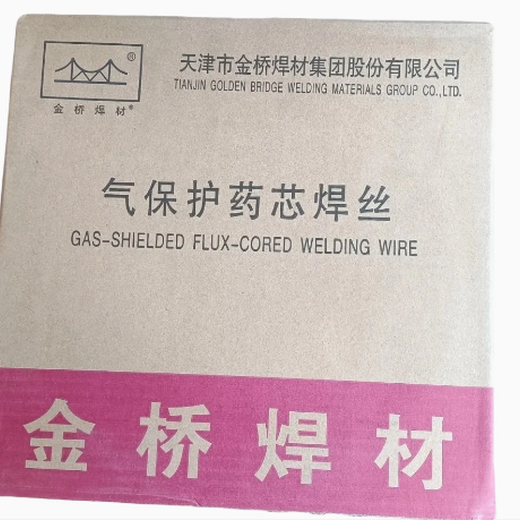 天津市金桥焊材集团股份有限公司
TIANJIN GOLDEN BRIDGE WELDING MATERIALS GROUP CO.,LTD.
®
金桥焊材®
气保护药芯焊丝
GAS-SHIELDED FLUX-CORED WELDING WIRE
金桥焊材